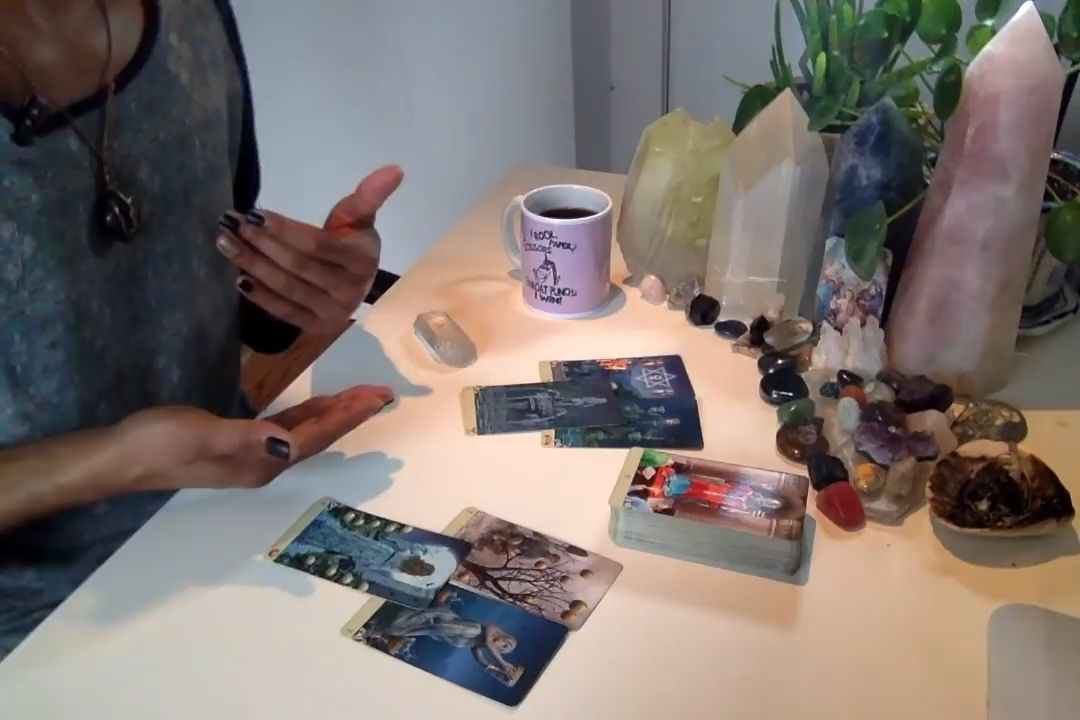 I ROCK,
PAPER,
SCISSORS
THROAT PUNCH!
I WIN!